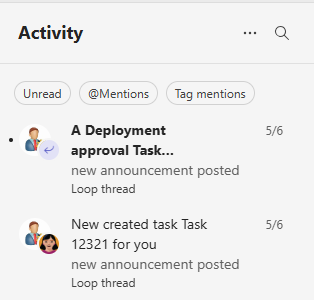 Activity
Unread @Mentions Tag mentions
A Deployment 5/6
approval Task...
new announcement posted
Loop thread
New created task Task 5/6
12321 for you
new announcement posted
Loop thread